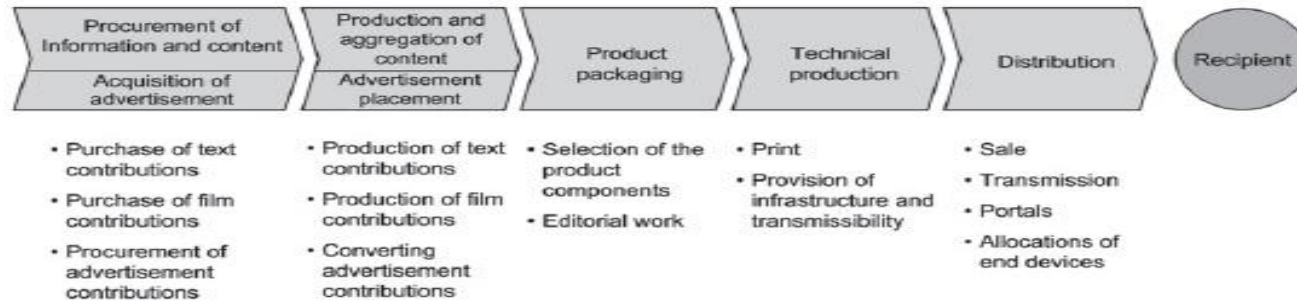 Procurement of
Information and content
Acquisition of
advertisement
Production and
aggregation of
content
Advertisement
placement
Product
packaging
Technical
production
Distribution
Recipient
• Purchase of text
contributions
• Purchase of film
contributions
• Procurement of
advertisement
contributions
• Production of text
contributions
• Production of film
contributions
• Converting
advertisement
contributions
• Selection of the
product
components
• Editorial work
• Print
• Provision of
infrastructure and
transmissibility
• Sale
• Transmission
• Portals
• Allocations of
end devices